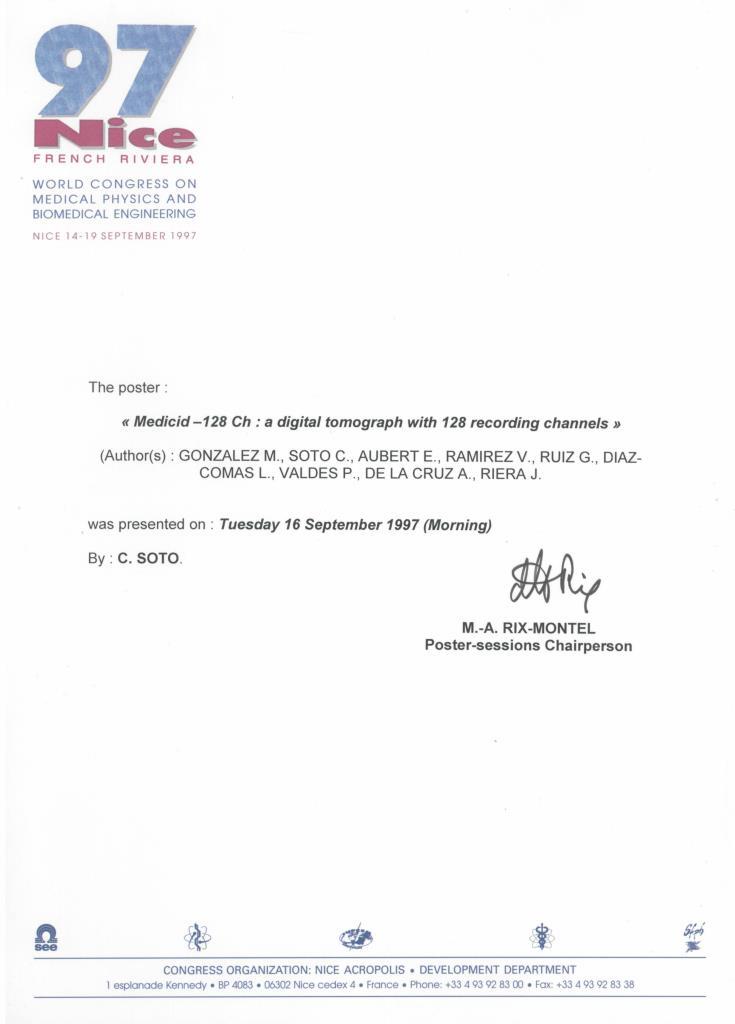 97
Nice
FRENCH RIVIERA
WORLD CONGRESS ON
MEDICAL PHYSICS AND
BIOMEDICAL ENGINEERING
NICE 14-19 SEPTEMBER 1997
The poster :
« Medicid –128 Ch : a digital tomograph with 128 recording channels »
(Author(s) : GONZALEZ M., SOTO C., AUBERT E., RAMIREZ V., RUIZ G., DIAZ-
COMAS L., VALDES P., DE LA CRUZ A., RIERA J.
was presented on : Tuesday 16 September 1997 (Morning)
By : C. SOTO.
M.-A. RIX-MONTEL
Poster-sessions Chairperson
see
CONGRESS ORGANIZATION: NICE ACROPOLIS • DEVELOPMENT DEPARTMENT
1 esplanade Kennedy • BP 4083 • 06302 Nice cedex 4 • France • Phone: +33 4 93 92 83 00 • Fax: +33 4 93 92 83 38